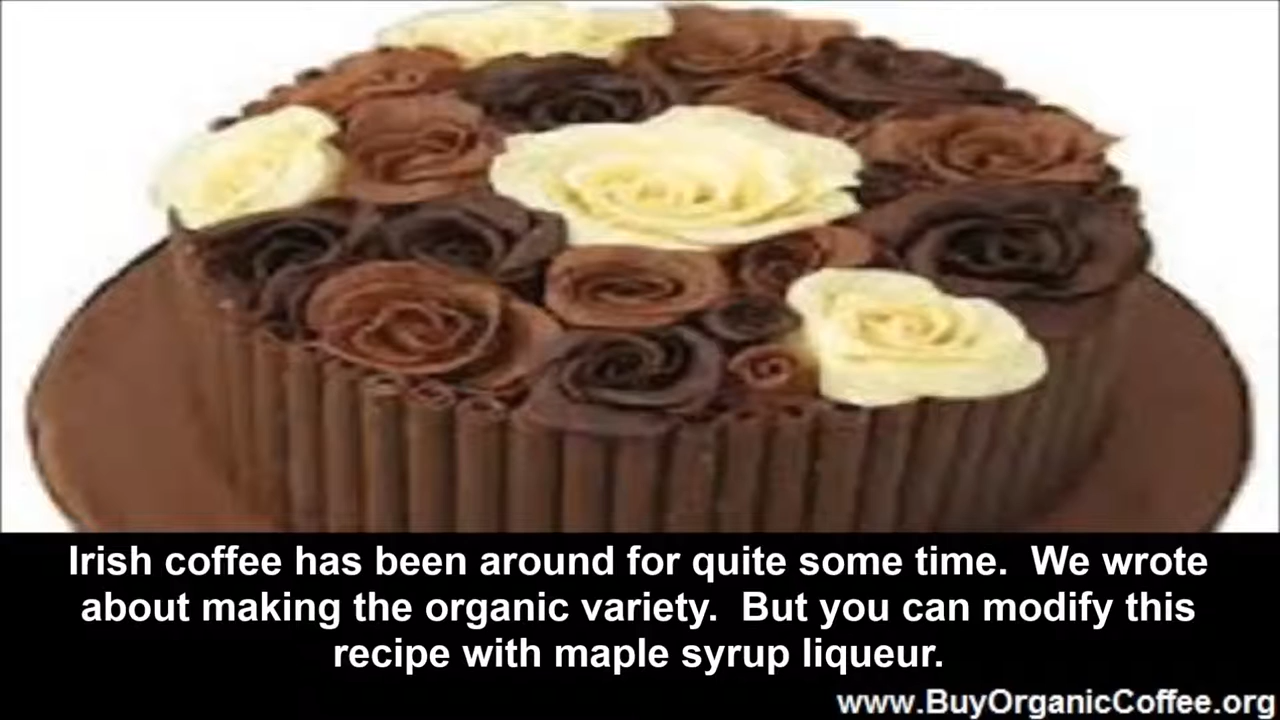 Irish coffee has been around for quite some time.  We wrote
about making the organic variety.  But you can modify this
recipe with maple syrup liqueur.
www.BuyOrganicCoffee.org